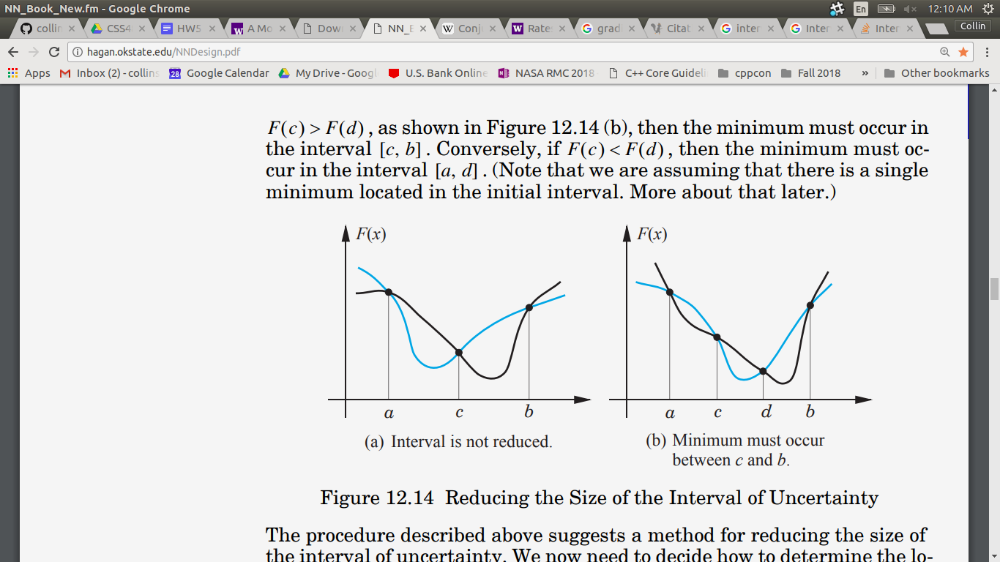 NN_Book_New.fm - Google Chrome
En
12:10 AM
collin
CSS4
HW5
A Mo
Dow
NN_B
Conj
Rate
grad
Citat
inter
Inter
Inter
Collin
hagan.okstate.edu/NNDesign.pdf
Apps
Inbox (2) - collins
28
Google Calendar
My Drive - Googl
U.S. Bank Online
NASA RMC 2018
C++ Core Guideli
cppcon
Fall 2018
»
Other bookmarks
F(c) > F(d), as shown in Figure 12.14 (b), then the minimum must occur in
the interval [c, b]. Conversely, if F(c) < F(d), then the minimum must oc-
cur in the interval [a, d]. (Note that we are assuming that there is a single
minimum located in the initial interval. More about that later.)
F(x)
a
c
b
(a) Interval is not reduced.
F(x)
a
c
d
b
(b) Minimum must occur
between c and b.
Figure 12.14 Reducing the Size of the Interval of Uncertainty
The procedure described above suggests a method for reducing the size of
the interval of uncertainty. We now need to decide how to determine the lo-